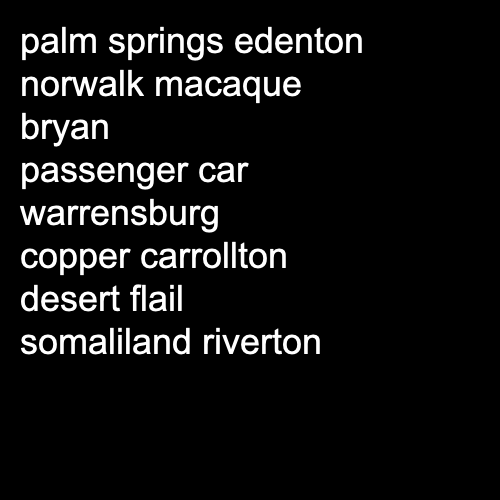 palm springs edenton
norwalk macaque
bryan
passenger car
warrensburg
copper carrollton
desert flail
somaliland riverton